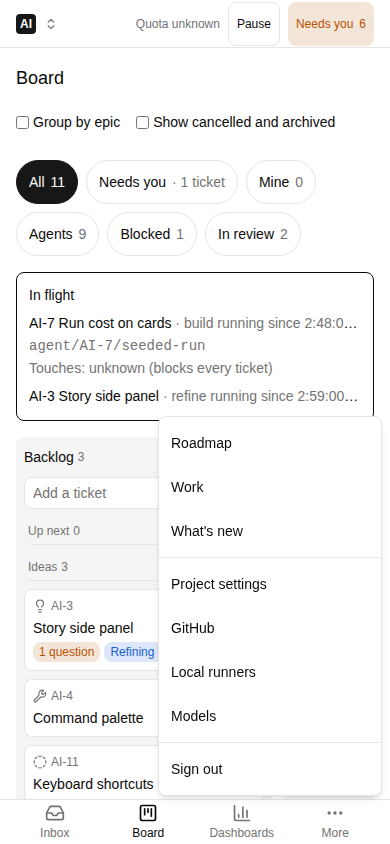 AI
Quota unknown
Pause
Needs you 6
Board
Group by epic
Show cancelled and archived
All 11
Needs you · 1 ticket
Mine 0
Agents 9
Blocked 1
In review 2
In flight
AI-7 Run cost on cards · build running since 2:48:0…
agent/AI-7/seeded-run
Touches: unknown (blocks every ticket)
AI-3 Story side panel · refine running since 2:59:00…
Backlog 3
Add a ticket
Up next 0
Ideas 3
AI-3
Story side panel
1 question
Refining
AI-4
Command palette
AI-11
Keyboard shortcuts
Roadmap
Work
What's new
Project settings
GitHub
Local runners
Models
Sign out
Inbox
Board
Dashboards
More